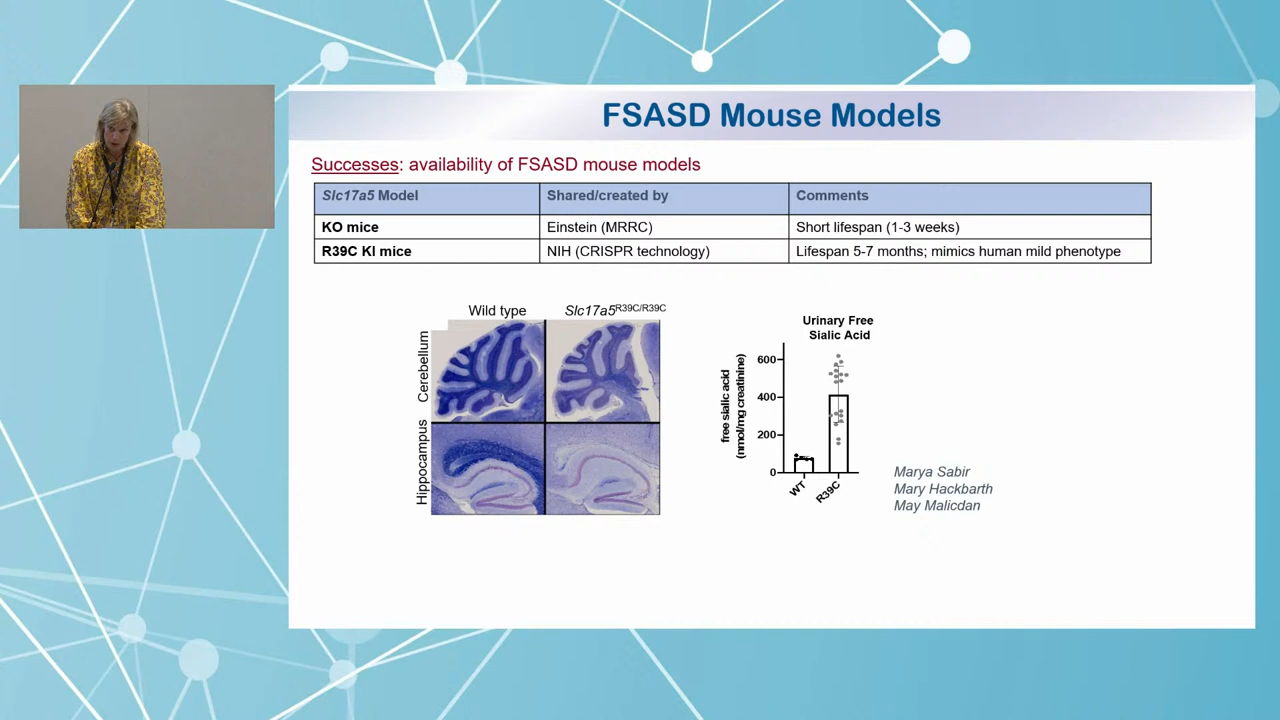 FSASD Mouse Models
Successes: availability of FSASD mouse models
Slc17a5 Model Shared/created by Comments
KO mice Einstein (MRRC) Short lifespan (1-3 weeks)
R39C KI mice NIH (CRISPR technology) Lifespan 5-7 months; mimics human mild phenotype
Wild type Slc17a5R39C/R39C
Cerebellum
Hippocampus
Urinary Free
Sialic Acid
free sialic acid
(nmol/mg creatinine)
600
400
200
0
WT R39C
Marya Sabir
Mary Hackbarth
May Malicdan